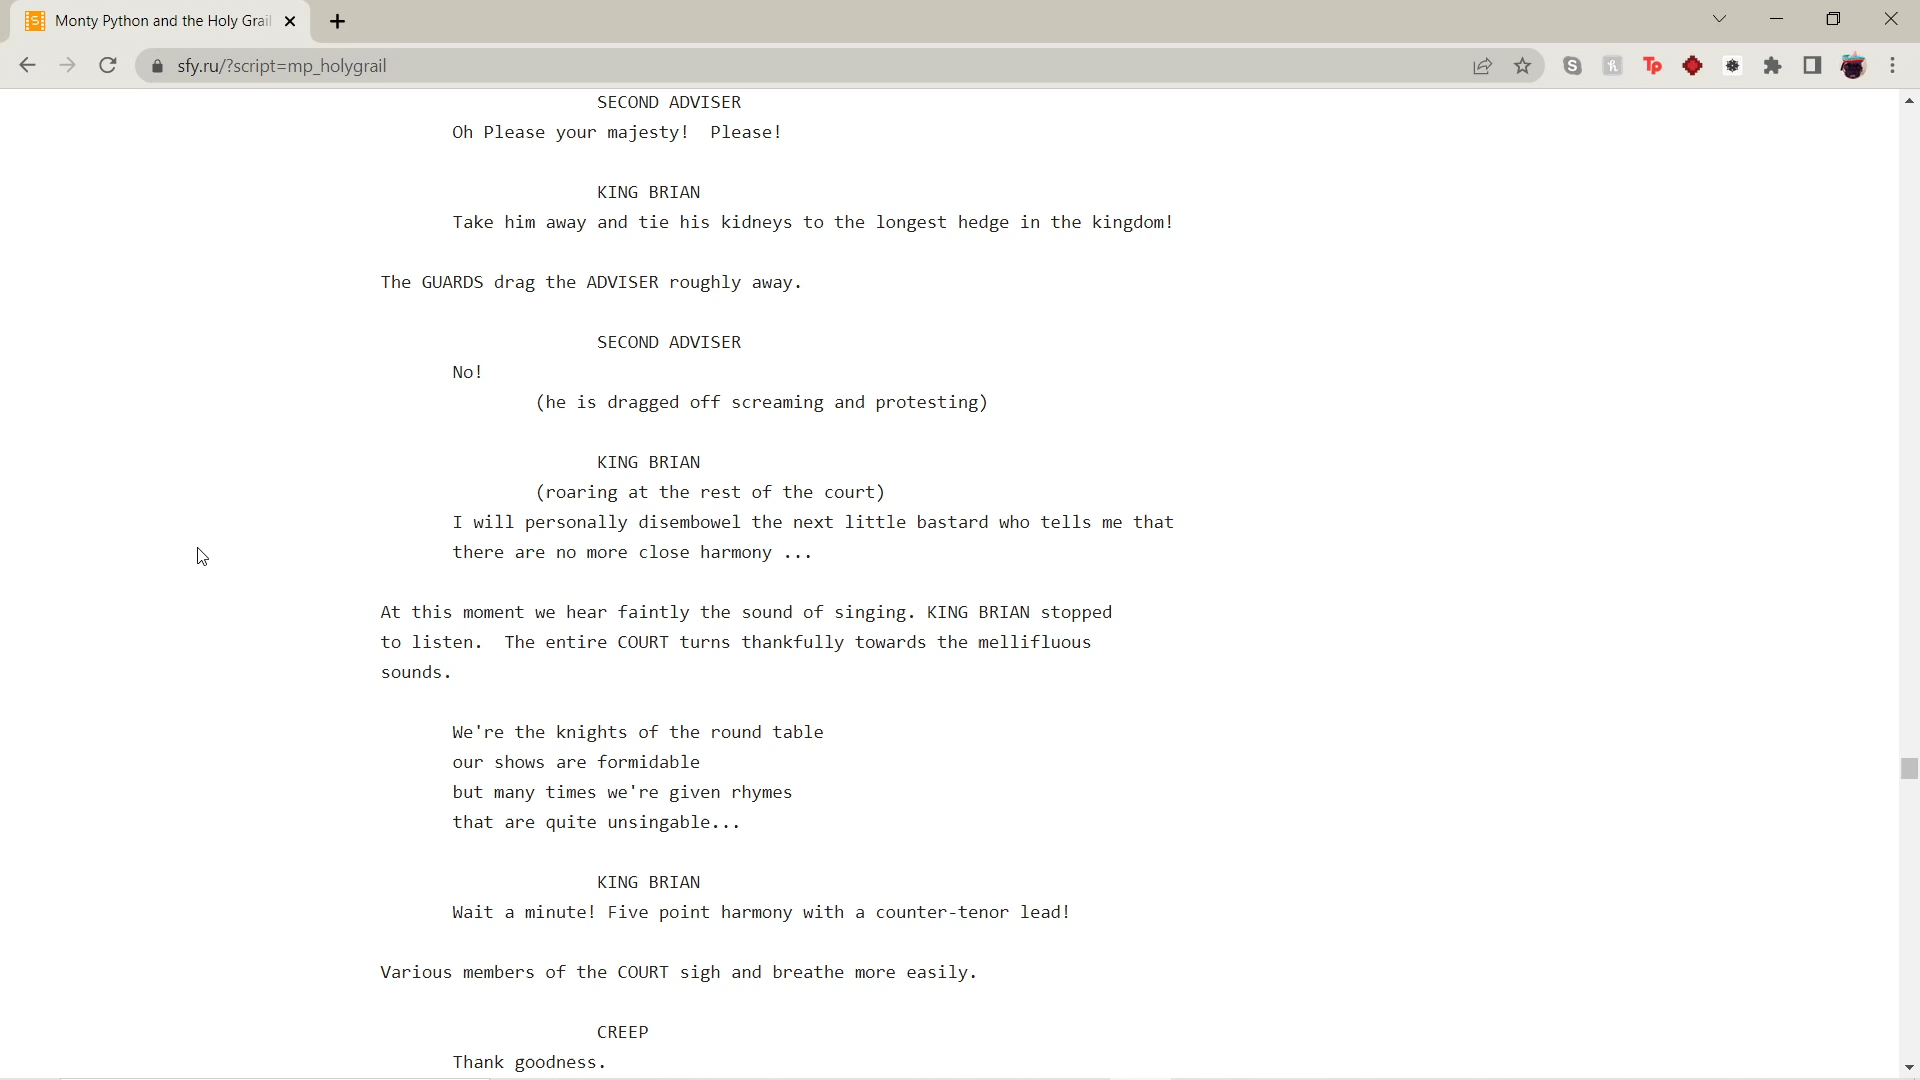 Monty Python and the Holy Grail
sfy.ru/?script=mp_holygrail
SECOND ADVISER
Oh Please your majesty!  Please!
KING BRIAN
Take him away and tie his kidneys to the longest hedge in the kingdom!
The GUARDS drag the ADVISER roughly away.
SECOND ADVISER
No!
(he is dragged off screaming and protesting)
KING BRIAN
(roaring at the rest of the court)
I will personally disembowel the next little bastard who tells me that
there are no more close harmony ...
At this moment we hear faintly the sound of singing. KING BRIAN stopped
to listen.  The entire COURT turns thankfully towards the mellifluous
sounds.
We're the knights of the round table
our shows are formidable
but many times we're given rhymes
that are quite unsingable...
KING BRIAN
Wait a minute! Five point harmony with a counter-tenor lead!
Various members of the COURT sigh and breathe more easily.
CREEP
Thank goodness.